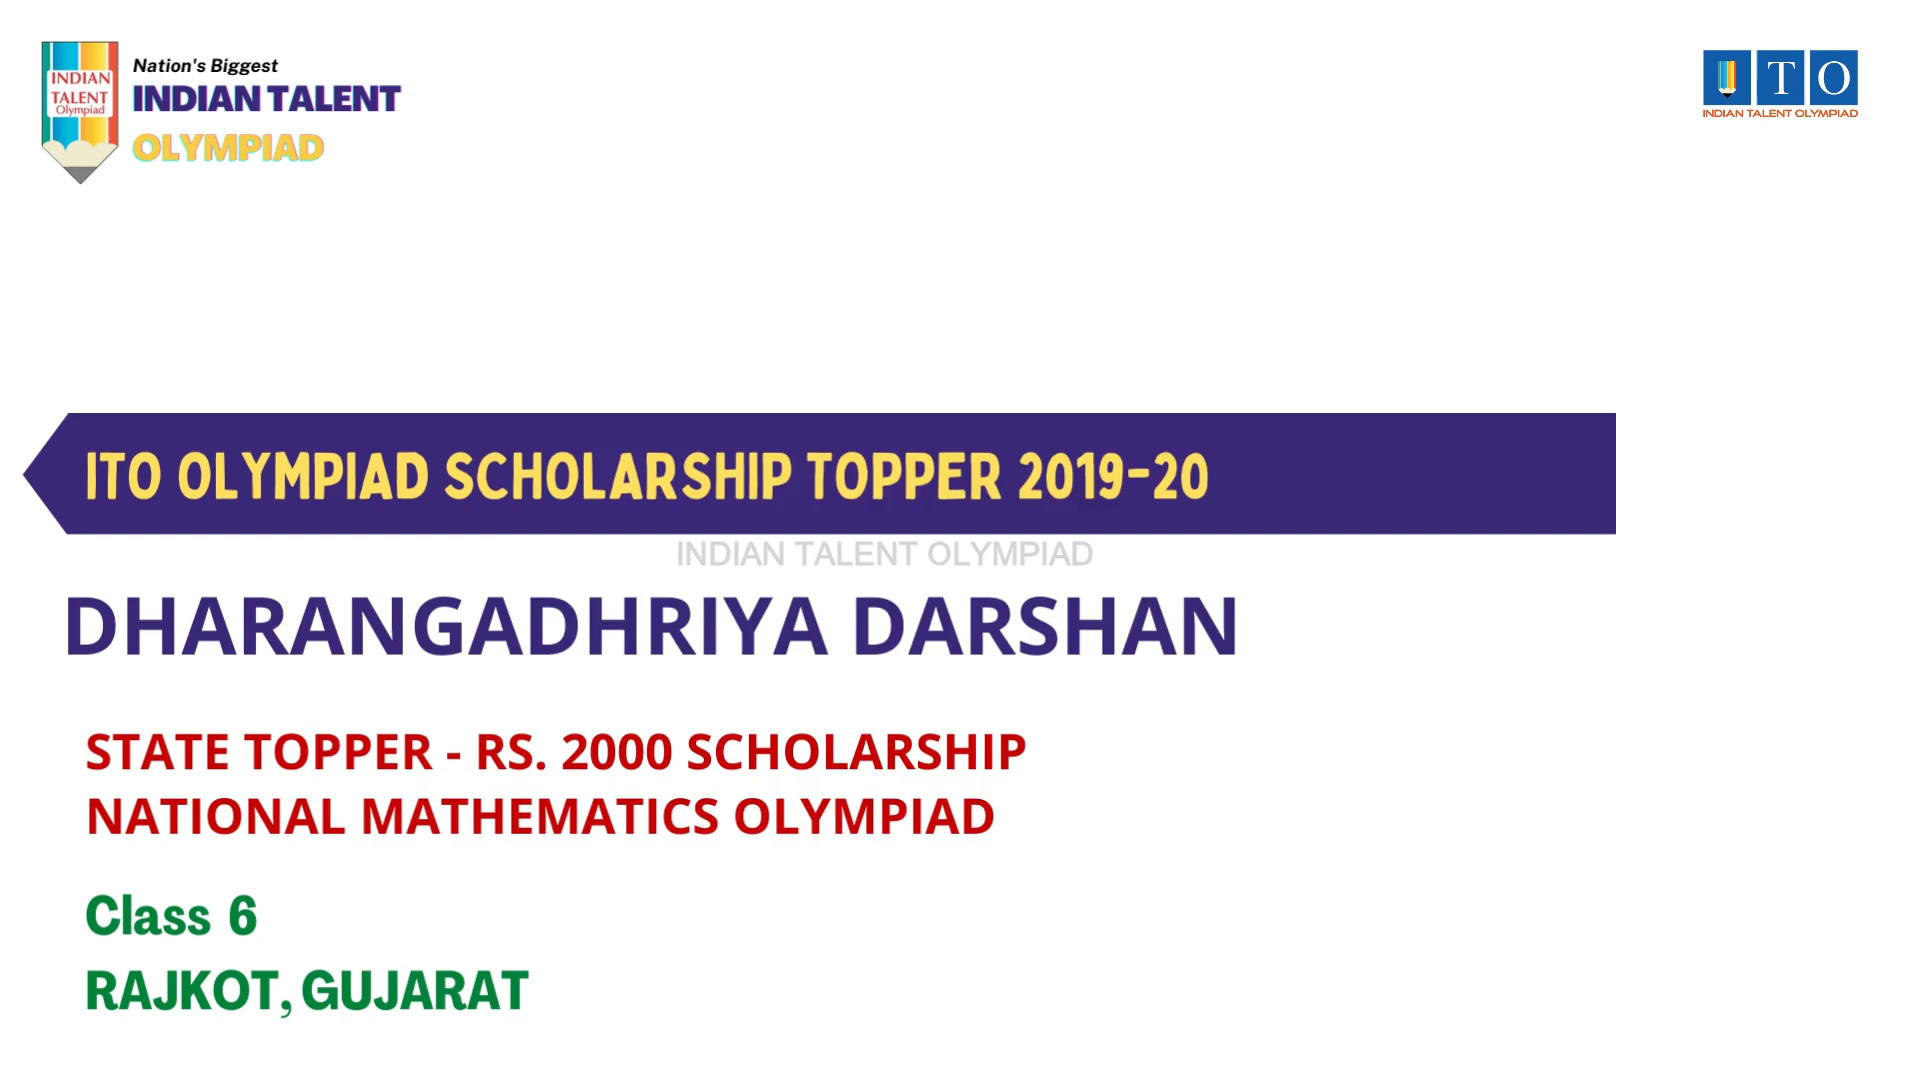 INDIAN
TALENT
Olympiad
Nation's Biggest
INDIAN TALENT
OLYMPIAD
T O
INDIAN TALENT OLYMPIAD
ITO OLYMPIAD SCHOLARSHIP TOPPER 2019-20
INDIAN TALENT OLYMPIAD
DHARANGADHRIYA DARSHAN
STATE TOPPER - RS. 2000 SCHOLARSHIP
NATIONAL MATHEMATICS OLYMPIAD
Class 6
RAJKOT, GUJARAT